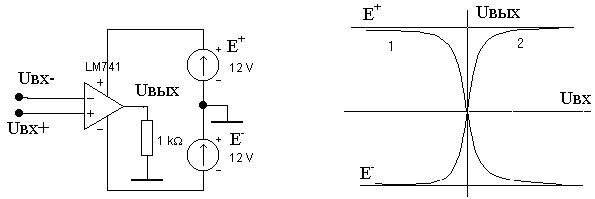 LM741
+
−
+
−
Uвх-
Uвх+
Uвых
1 kΩ
+
E+
12 V
−
+
E-
12 V
−
E+
Uвых
1
2
Uвх
E-